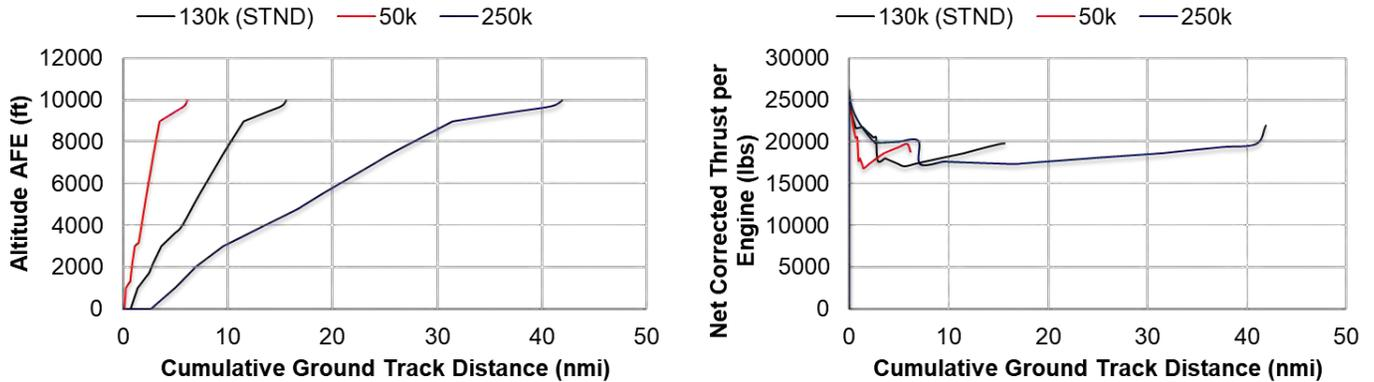 130k (STND) 50k 250k
12000
10000
8000
6000
4000
2000
0
Altitude AFE (ft)
0 10 20 30 40 50
Cumulative Ground Track Distance (nmi)
130k (STND) 50k 250k
30000
25000
20000
15000
10000
5000
0
Net Corrected Thrust per
Engine (lbs)
0 10 20 30 40 50
Cumulative Ground Track Distance (nmi)